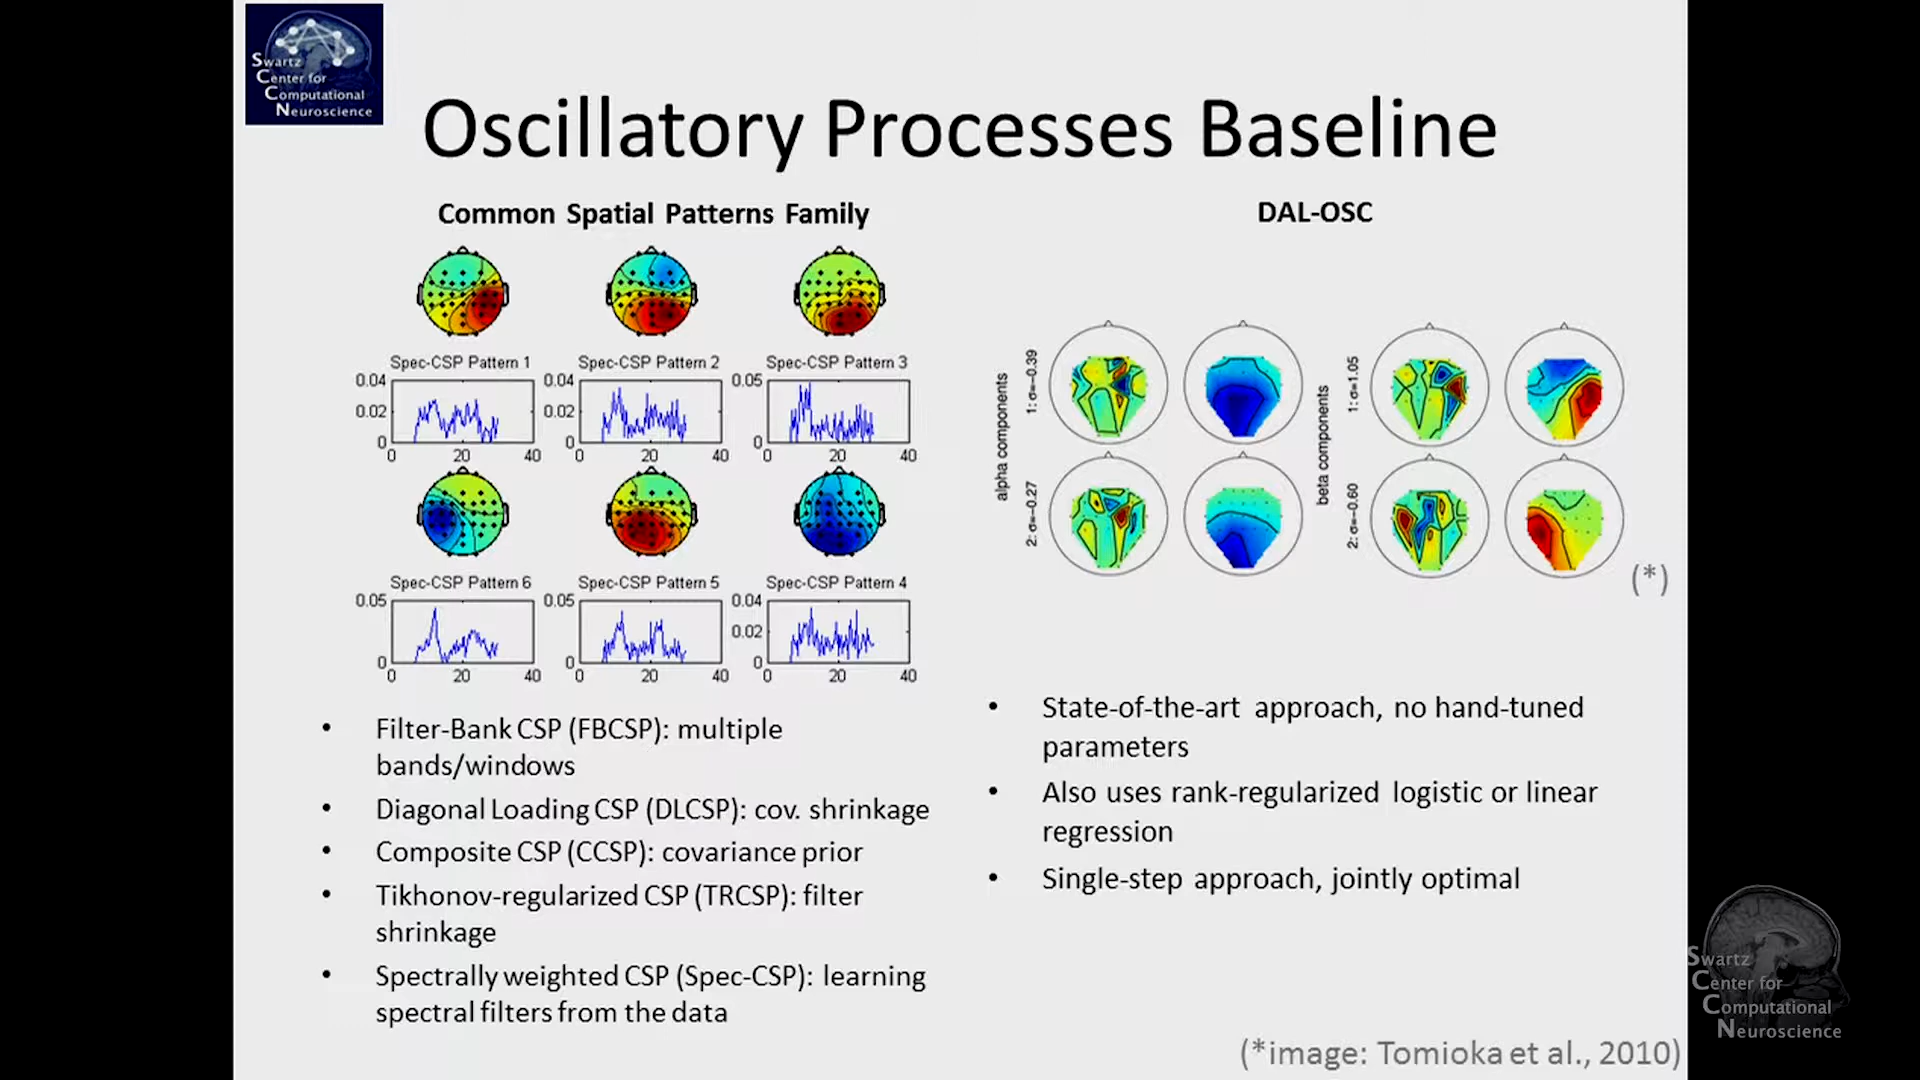 Swartz
Center for
Computational
Neuroscience
Oscillatory Processes Baseline
Common Spatial Patterns Family
Spec-CSP Pattern 1
0.04
0.02
0
0
20
40
Spec-CSP Pattern 2
0.04
0.02
0
0
20
40
Spec-CSP Pattern 3
0.05
0
0
20
40
Spec-CSP Pattern 6
0.05
0
0
20
40
Spec-CSP Pattern 5
0.05
0
0
20
40
Spec-CSP Pattern 4
0.04
0.02
0
0
20
40
• Filter-Bank CSP (FBCSP): multiple
bands/windows
• Diagonal Loading CSP (DLCSP): cov. shrinkage
• Composite CSP (CCSP): covariance prior
• Tikhonov-regularized CSP (TRCSP): filter
shrinkage
• Spectrally weighted CSP (Spec-CSP): learning
spectral filters from the data
DAL-OSC
alpha components
1: σ=-0.39
2: σ=-0.27
beta components
1: σ=1.05
2: σ=-0.60
(*)
• State-of-the-art approach, no hand-tuned
parameters
• Also uses rank-regularized logistic or linear
regression
• Single-step approach, jointly optimal
(*image: Tomioka et al., 2010)
Swartz
Center for
Computational
Neuroscience